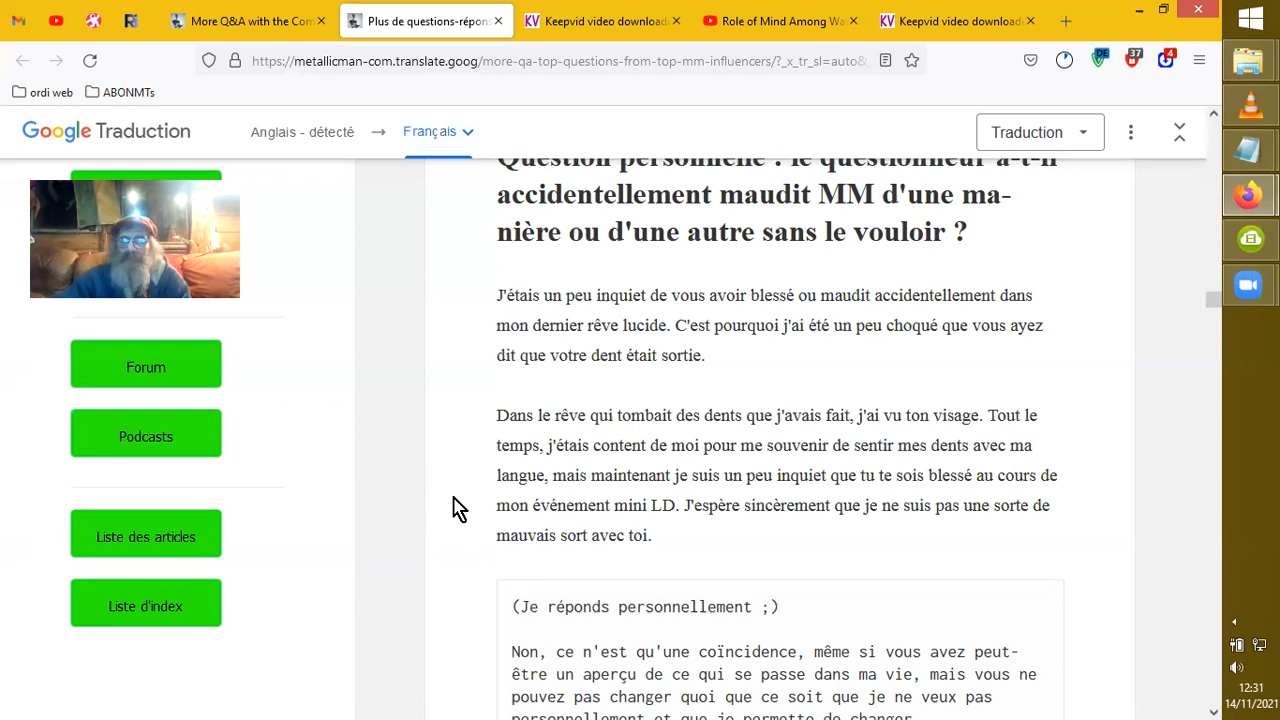 More Q&A with the Com
Plus de questions-répons
Keepvid video download
Role of Mind Among Wa
Keepvid video download
https://metallicman-com.translate.goog/more-qa-top-questions-from-top-mm-influencers/?_x_tr_sl=auto&
DE
37
4
ordi web
ABONMTs
Google Traduction
Anglais - détecté
Français
Traduction
Question personnelle : le questionneur a-t-il
accidentellement maudit MM d'une ma-
nière ou d'une autre sans le vouloir ?
J'étais un peu inquiet de vous avoir blessé ou maudit accidentellement dans
mon dernier rêve lucide. C'est pourquoi j'ai été un peu choqué que vous ayez
dit que votre dent était sortie.
Dans le rêve qui tombait des dents que j'avais fait, j'ai vu ton visage. Tout le
temps, j'étais content de moi pour me souvenir de sentir mes dents avec ma
langue, mais maintenant je suis un peu inquiet que tu te sois blessé au cours de
mon événement mini LD. J'espère sincèrement que je ne suis pas une sorte de
mauvais sort avec toi.
(Je réponds personnellement ;)
Non, ce n'est qu'une coïncidence, même si vous avez peut-
être un aperçu de ce qui se passe dans ma vie, mais vous ne
pouvez pas changer quoi que ce soit que je ne veux pas
personnellement et que je permette de changer.
Forum
Podcasts
Liste des articles
Liste d'index
12:31
14/11/2021